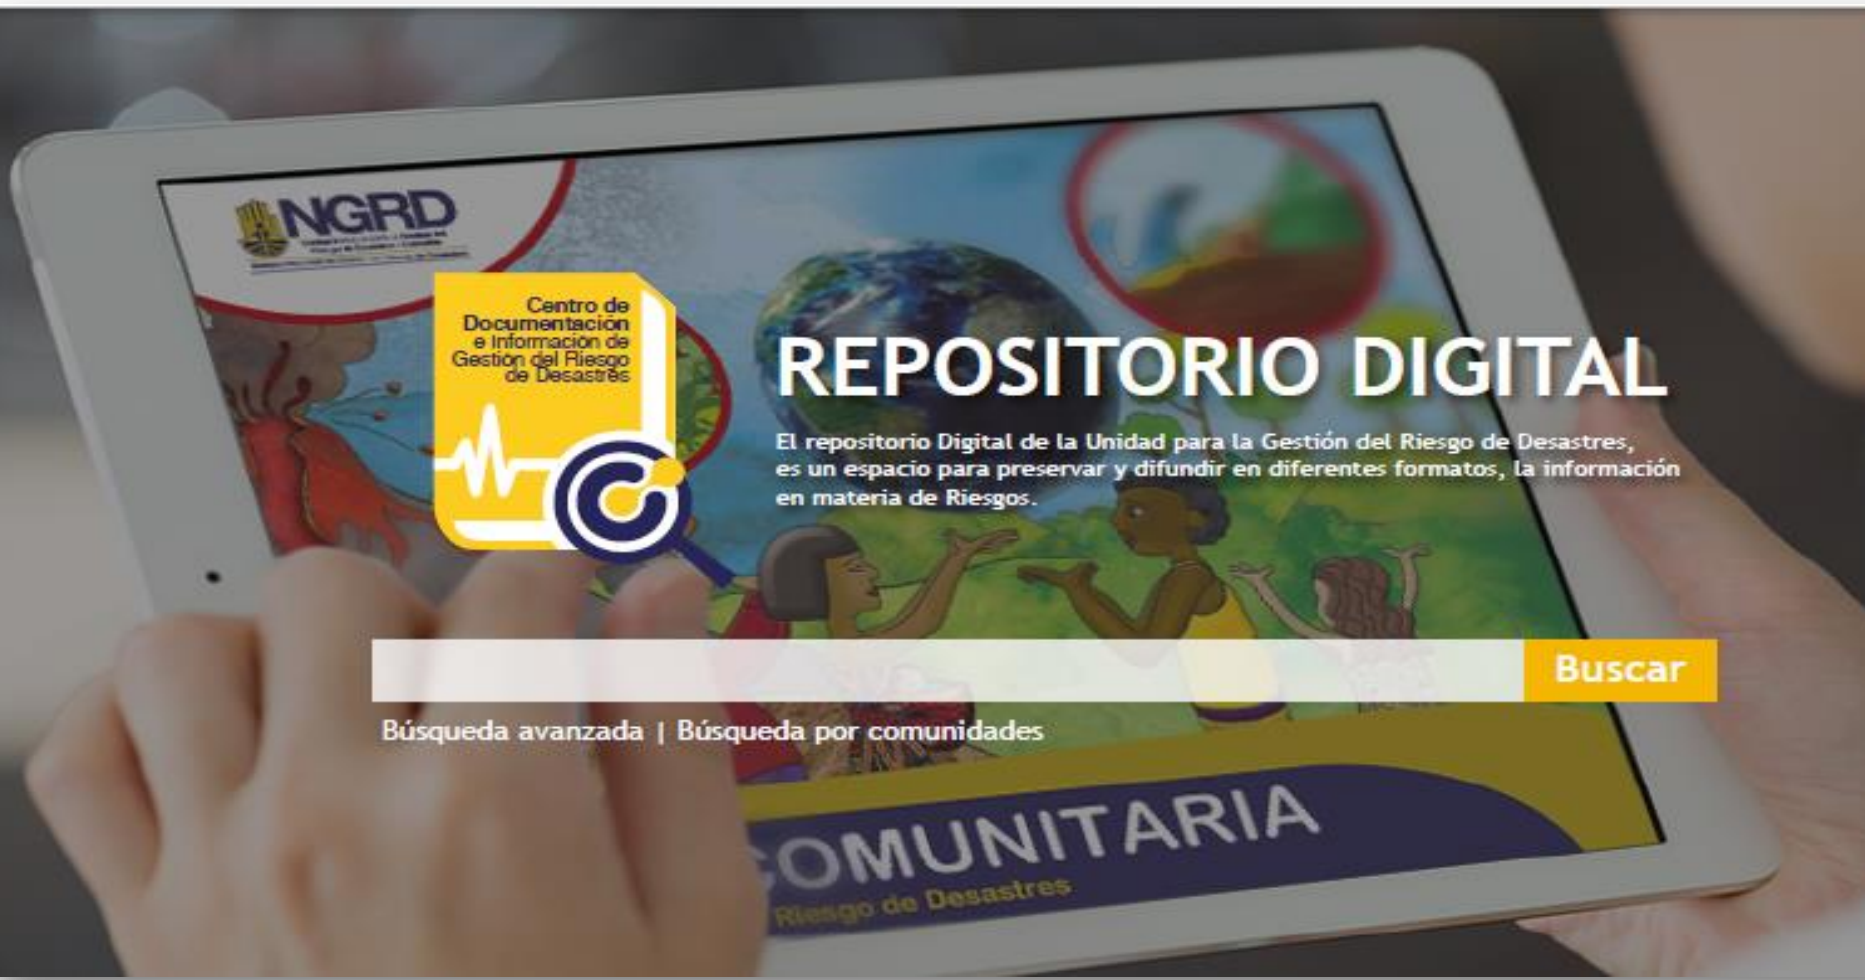 NGRD
Centro de
Documentación
e Información de
Gestión del Riesgo
de Desastres
REPOSITORIO DIGITAL
El repositorio Digital de la Unidad para la Gestión del Riesgo de Desastres,
es un espacio para preservar y difundir en diferentes formatos, la información
en materia de Riesgos.
Buscar
Búsqueda avanzada | Búsqueda por comunidades
COMUNITARIA
Riesgo de Desastres